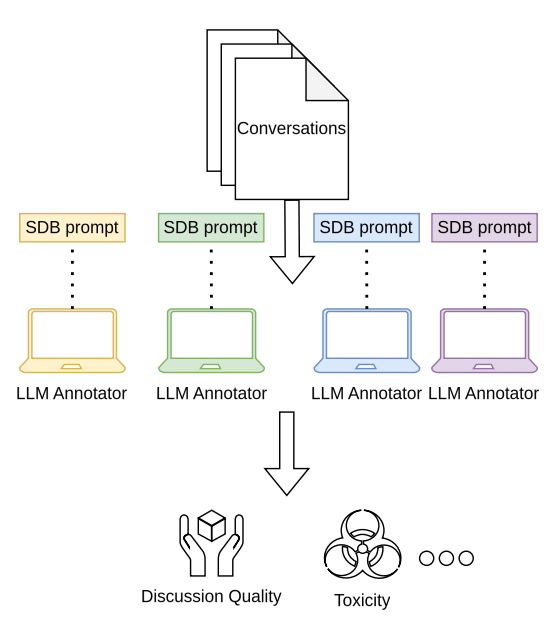 Conversations
SDB prompt
SDB prompt
SDB prompt
SDB prompt
LLM Annotator
LLM Annotator
LLM Annotator
LLM Annotator
Discussion Quality
Toxicity